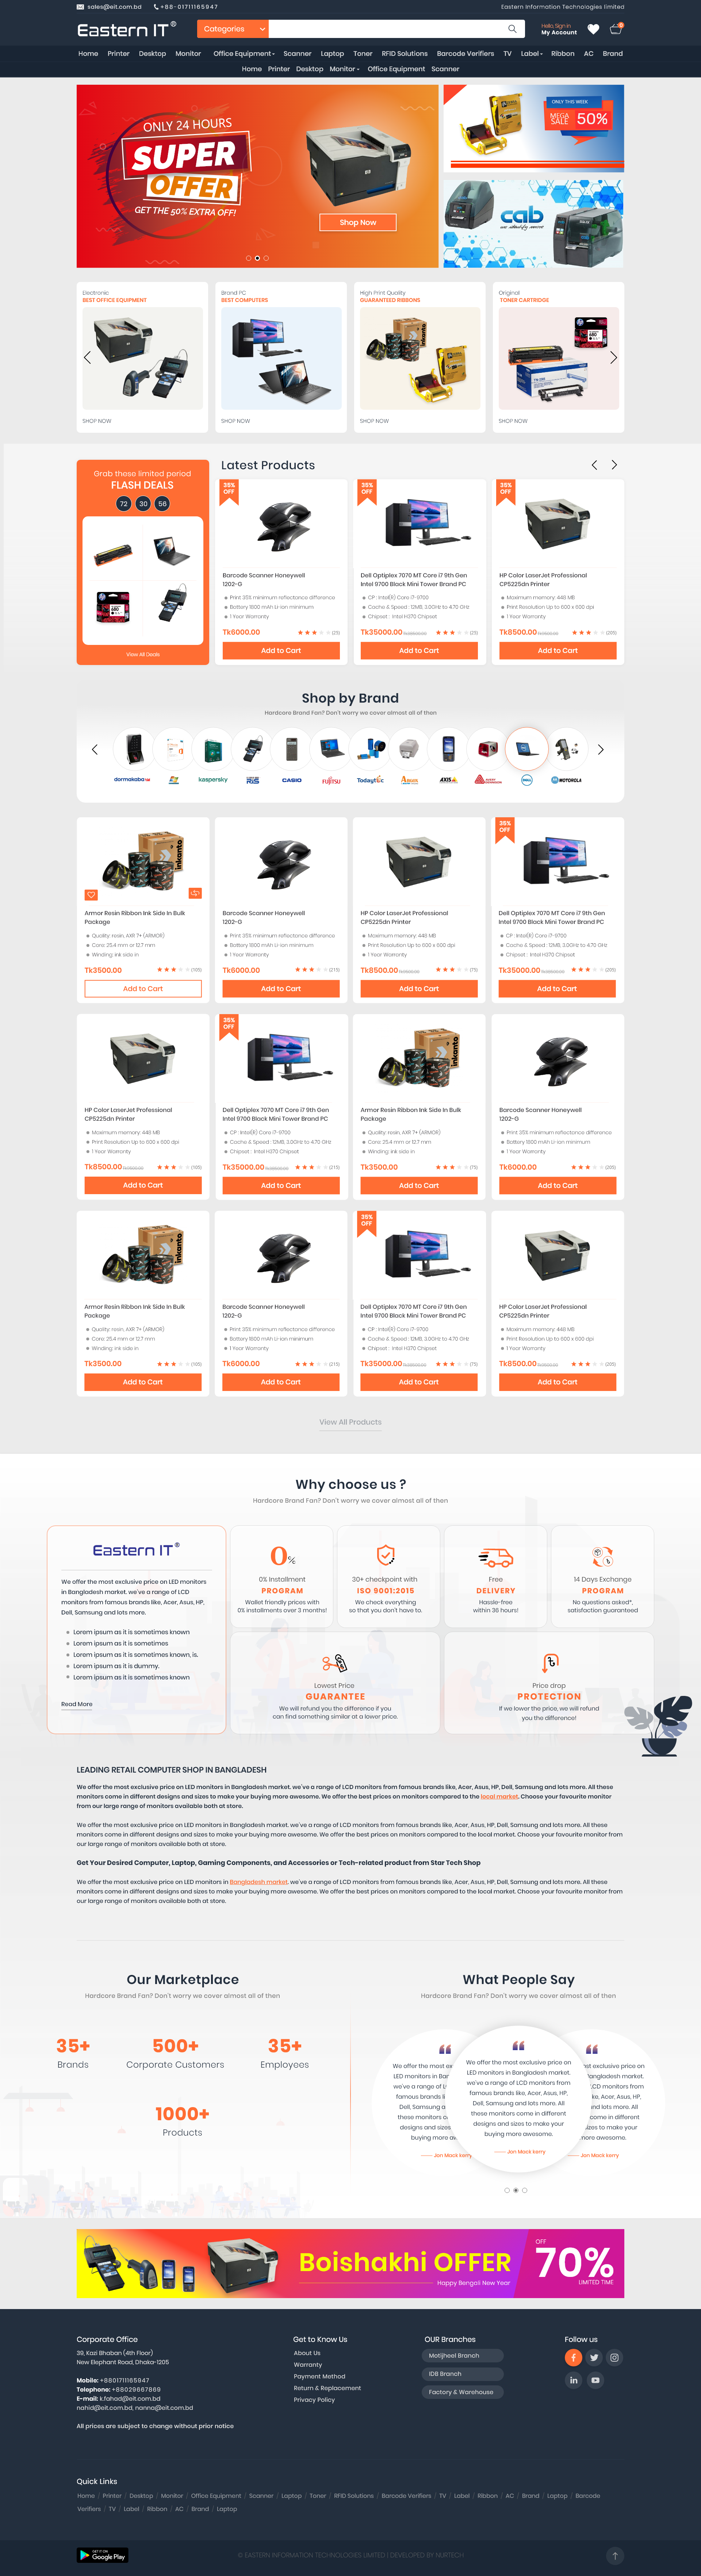 sales@eit.com.bd +88-01711165947 Eastern Information Technologies limited
Eastern IT®
Categories
Hello, Sign in
My Account
0
Home Printer Desktop Monitor Office Equipment Scanner Laptop Toner RFID Solutions Barcode Verifiers TV Label Ribbon AC Brand
Home Printer Desktop Monitor Office Equipment Scanner
ONLY 24 HOURS
SUPER
OFFER
GET THE 50% EXTRA OFF!
Shop Now
ONLY THIS WEEK
MEGA
SALE 50%
cab
we identify more
Electronic
BEST OFFICE EQUIPMENT
SHOP NOW
Brand PC
BEST COMPUTERS
SHOP NOW
High Print Quality
GUARANTEED RIBBONS
SHOP NOW
Original
TONER CARTRIDGE
SHOP NOW
Grab these limited period
FLASH DEALS
72 30 56
View All Deals
Latest Products
35%
OFF
Barcode Scanner Honeywell
1202-G
Print 35% minimum reflectance difference
Battery 1800 mAh Li-ion minimum
1 Year Warranty
Tk6000.00 (23)
Add to Cart
35%
OFF
Dell Optiplex 7070 MT Core i7 9th Gen
Intel 9700 Black Mini Tower Brand PC
CP : Intel(R) Core i7-9700
Cache & Speed : 12MB, 3.00Hz to 4.70 GHz
Chipset : Intel H370 Chipset
Tk35000.00 (23)
Add to Cart
35%
OFF
HP Color LaserJet Professional
CP5225dn Printer
Maximum memory: 448 MB
Print Resolution Up to 600 x 600 dpi
1 Year Warranty
Tk8500.00 (205)
Add to Cart
Shop by Brand
Hardcore Brand Fan? Don't worry we cover almost all of then
dormakaba kaspersky CASIO FUJITSU Todaytec AXIS DELL MOTOROLA
Armor Resin Ribbon Ink Side In Bulk
Package
Quality: resin, AXR 7+ (ARMOR)
Core: 25.4 mm or 12.7 mm
Winding: ink side in
Tk3500.00 (105)
Add to Cart
Barcode Scanner Honeywell
1202-G
Print 35% minimum reflectance difference
Battery 1800 mAh Li-ion minimum
1 Year Warranty
Tk6000.00 (215)
Add to Cart
HP Color LaserJet Professional
CP5225dn Printer
Maximum memory: 448 MB
Print Resolution Up to 600 x 600 dpi
1 Year Warranty
Tk8500.00 (75)
Add to Cart
35%
OFF
Dell Optiplex 7070 MT Core i7 9th Gen
Intel 9700 Black Mini Tower Brand PC
CP : Intel(R) Core i7-9700
Cache & Speed : 12MB, 3.00Hz to 4.70 GHz
Chipset : Intel H370 Chipset
Tk35000.00 (205)
Add to Cart
HP Color LaserJet Professional
CP5225dn Printer
Maximum memory: 448 MB
Print Resolution Up to 600 x 600 dpi
1 Year Warranty
Tk8500.00 (105)
Add to Cart
35%
OFF
Dell Optiplex 7070 MT Core i7 9th Gen
Intel 9700 Black Mini Tower Brand PC
CP : Intel(R) Core i7-9700
Cache & Speed : 12MB, 3.00Hz to 4.70 GHz
Chipset : Intel H370 Chipset
Tk35000.00 (215)
Add to Cart
Armor Resin Ribbon Ink Side In Bulk
Package
Quality: resin, AXR 7+ (ARMOR)
Core: 25.4 mm or 12.7 mm
Winding: ink side in
Tk3500.00 (75)
Add to Cart
Barcode Scanner Honeywell
1202-G
Print 35% minimum reflectance difference
Battery 1800 mAh Li-ion minimum
1 Year Warranty
Tk6000.00 (205)
Add to Cart
Armor Resin Ribbon Ink Side In Bulk
Package
Quality: resin, AXR 7+ (ARMOR)
Core: 25.4 mm or 12.7 mm
Winding: ink side in
Tk3500.00 (105)
Add to Cart
Barcode Scanner Honeywell
1202-G
Print 35% minimum reflectance difference
Battery 1800 mAh Li-ion minimum
1 Year Warranty
Tk6000.00 (215)
Add to Cart
35%
OFF
Dell Optiplex 7070 MT Core i7 9th Gen
Intel 9700 Black Mini Tower Brand PC
CP : Intel(R) Core i7-9700
Cache & Speed : 12MB, 3.00Hz to 4.70 GHz
Chipset : Intel H370 Chipset
Tk35000.00 (75)
Add to Cart
HP Color LaserJet Professional
CP5225dn Printer
Maximum memory: 448 MB
Print Resolution Up to 600 x 600 dpi
1 Year Warranty
Tk8500.00 (205)
Add to Cart
View All Products
Why choose us ?
Hardcore Brand Fan? Don't worry we cover almost all of then
Eastern IT®
We offer the most exclusive price on LED monitors
in Bangladesh market. we've a range of LCD
monitors from famous brands like, Acer, Asus, HP,
Dell, Samsung and lots more.
Lorem ipsum as it is sometimes known
Lorem ipsum as it is sometimes
Lorem ipsum as it is sometimes known, is.
Lorem ipsum as it is dummy.
Lorem ipsum as it is sometimes known
Read More
0%
0% Installment
PROGRAM
Wallet friendly prices with
0% installments over 3 months!
30+ checkpoint with
ISO 9001:2015
We check everything
so that you don't have to.
Free
DELIVERY
Hassle-free
within 36 hours!
14 Days Exchange
PROGRAM
No questions asked*,
satisfaction guaranteed
Lowest Price
GUARANTEE
We will refund you the difference if you
can find something similar at a lower price.
Price drop
PROTECTION
If we lower the price, we will refund
you the difference!
LEADING RETAIL COMPUTER SHOP IN BANGLADESH
We offer the most exclusive price on LED monitors in Bangladesh market. we've a range of LCD monitors from famous brands like, Acer, Asus, HP, Dell, Samsung and lots more. All these
monitors come in different designs and sizes to make your buying more awesome. We offer the best prices on monitors compared to the local market. Choose your favourite monitor
from our large range of monitors available both at store.
We offer the most exclusive price on LED monitors in Bangladesh market. we've a range of LCD monitors from famous brands like, Acer, Asus, HP, Dell, Samsung and lots more. All these
monitors come in different designs and sizes to make your buying more awesome. We offer the best prices on monitors compared to the local market. Choose your favourite monitor from
our large range of monitors available both at store.
Get Your Desired Computer, Laptop, Gaming Components, and Accessories or Tech-related product from Star Tech Shop
We offer the most exclusive price on LED monitors in Bangladesh market. we've a range of LCD monitors from famous brands like, Acer, Asus, HP, Dell, Samsung and lots more. All these
monitors come in different designs and sizes to make your buying more awesome. We offer the best prices on monitors compared to the local market. Choose your favourite monitor from
our large range of monitors available both at store.
Our Marketplace
Hardcore Brand Fan? Don't worry we cover almost all of then
35+ 500+ 35+
Brands Corporate Customers Employees
1000+
Products
What People Say
Hardcore Brand Fan? Don't worry we cover almost all of then
We offer the most exclusive price on
LED monitors in Bangladesh market.
we've a range of LCD monitors from
famous brands like, Acer, Asus, HP,
Dell, Samsung and lots more. All
these monitors come in different
designs and sizes to make your
buying more awesome.
Jon Mack kerry
Boishakhi OFFER
Happy Bengoli New Year
OFF
70%
LIMITED TIME
Corporate Office
39, Kazi Bhaban (4th Floor)
New Elephant Road, Dhaka-1205
Mobile: +8801711165947
Telephone: +88029667869
E-mail: k.fahad@eit.com.bd
nahid@eit.com.bd, nanna@eit.com.bd
All prices are subject to change without prior notice
Get to Know Us
About Us
Warranty
Payment Method
Return & Replacement
Privacy Policy
OUR Branches
Motijheel Branch
IDB Branch
Factory & Warehouse
Follow us
Quick Links
Home / Printer / Desktop / Monitor / Office Equipment / Scanner / Laptop / Toner / RFID Solutions / Barcode Verifiers / TV / Label / Ribbon / AC / Brand / Laptop / Barcode
Verifiers / TV / Label / Ribbon / AC / Brand / Laptop
GET IT ON
Google Play
© EASTERN INFORMATION TECHNOLOGIES LIMITED | DEVELOPED BY NURTECH